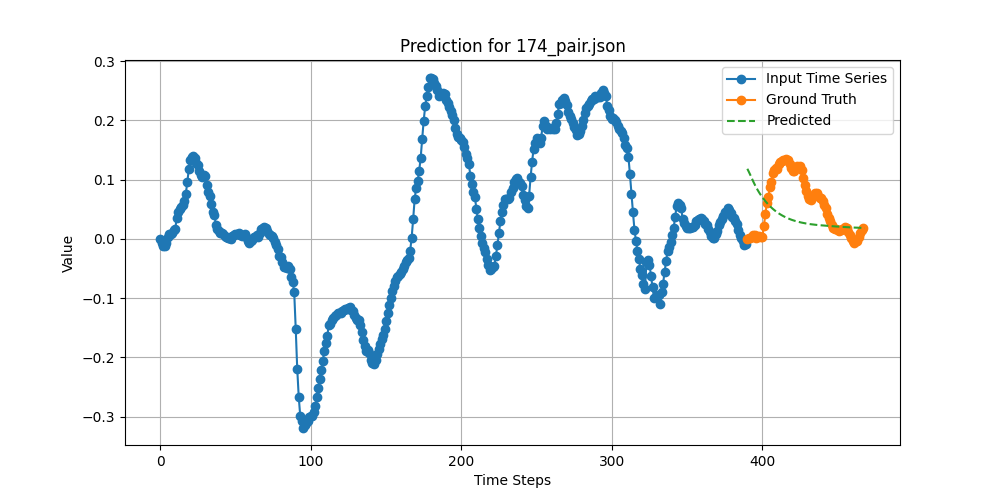 Prediction for 174_pair.json
Input Time Series
Ground Truth
Predicted
Value
0.3
0.2
0.1
0.0
−0.1
−0.2
−0.3
0 100 200 300 400
Time Steps